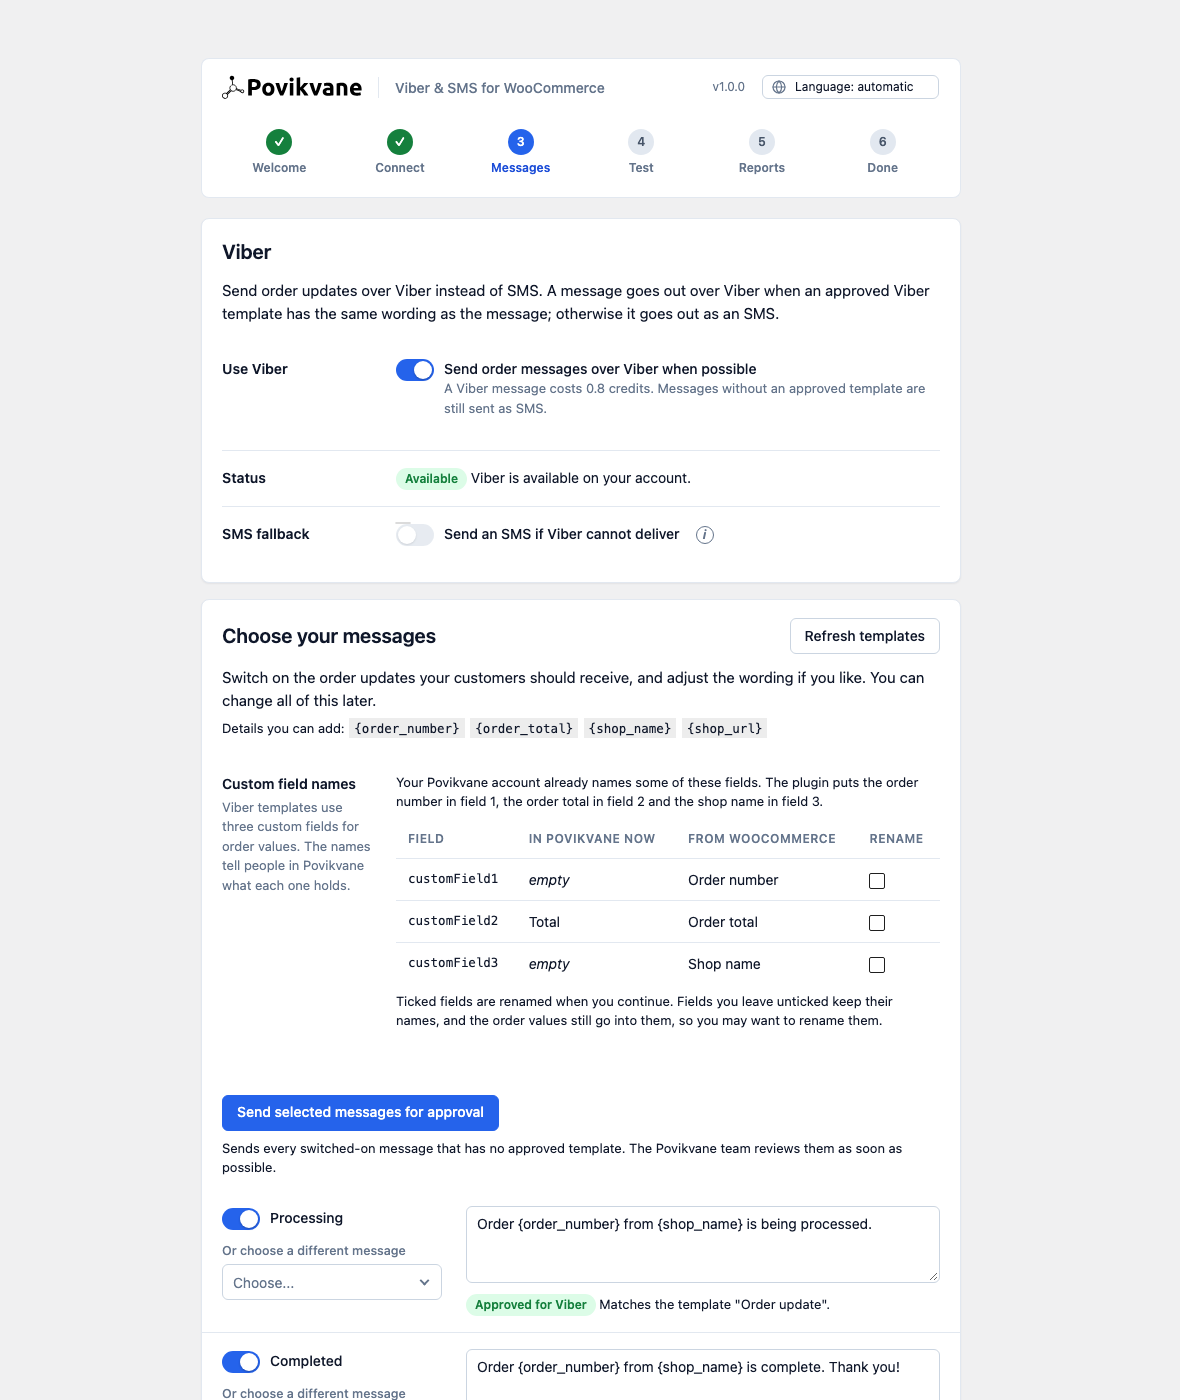 Povikvane
Viber & SMS for WooCommerce
v1.0.0
Language: automatic
3
4
5
6
Welcome
Connect
Messages
Test
Reports
Done
Viber
Send order updates over Viber instead of SMS. A message goes out over Viber when an approved Viber
template has the same wording as the message; otherwise it goes out as an SMS.
Use Viber
Send order messages over Viber when possible
A Viber message costs 0.8 credits. Messages without an approved template are
still sent as SMS.
Status
Available Viber is available on your account.
SMS fallback
Send an SMS if Viber cannot deliver
i
Choose your messages
Refresh templates
Switch on the order updates your customers should receive, and adjust the wording if you like. You can
change all of this later.
Details you can add: {order_number} {order_total} {shop_name} {shop_url}
Custom field names
Viber templates use
three custom fields for
order values. The names
tell people in Povikvane
what each one holds.
Your Povikvane account already names some of these fields. The plugin puts the order
number in field 1, the order total in field 2 and the shop name in field 3.
FIELD IN POVIKVANE NOW FROM WOOCOMMERCE RENAME
customField1 empty Order number
customField2 Total Order total
customField3 empty Shop name
Ticked fields are renamed when you continue. Fields you leave unticked keep their
names, and the order values still go into them, so you may want to rename them.
Send selected messages for approval
Sends every switched-on message that has no approved template. The Povikvane team reviews them as soon as
possible.
Processing
Or choose a different message
Choose...
Order {order_number} from {shop_name} is being processed.
Approved for Viber Matches the template "Order update".
Completed
Or choose a different message
Order {order_number} from {shop_name} is complete. Thank you!